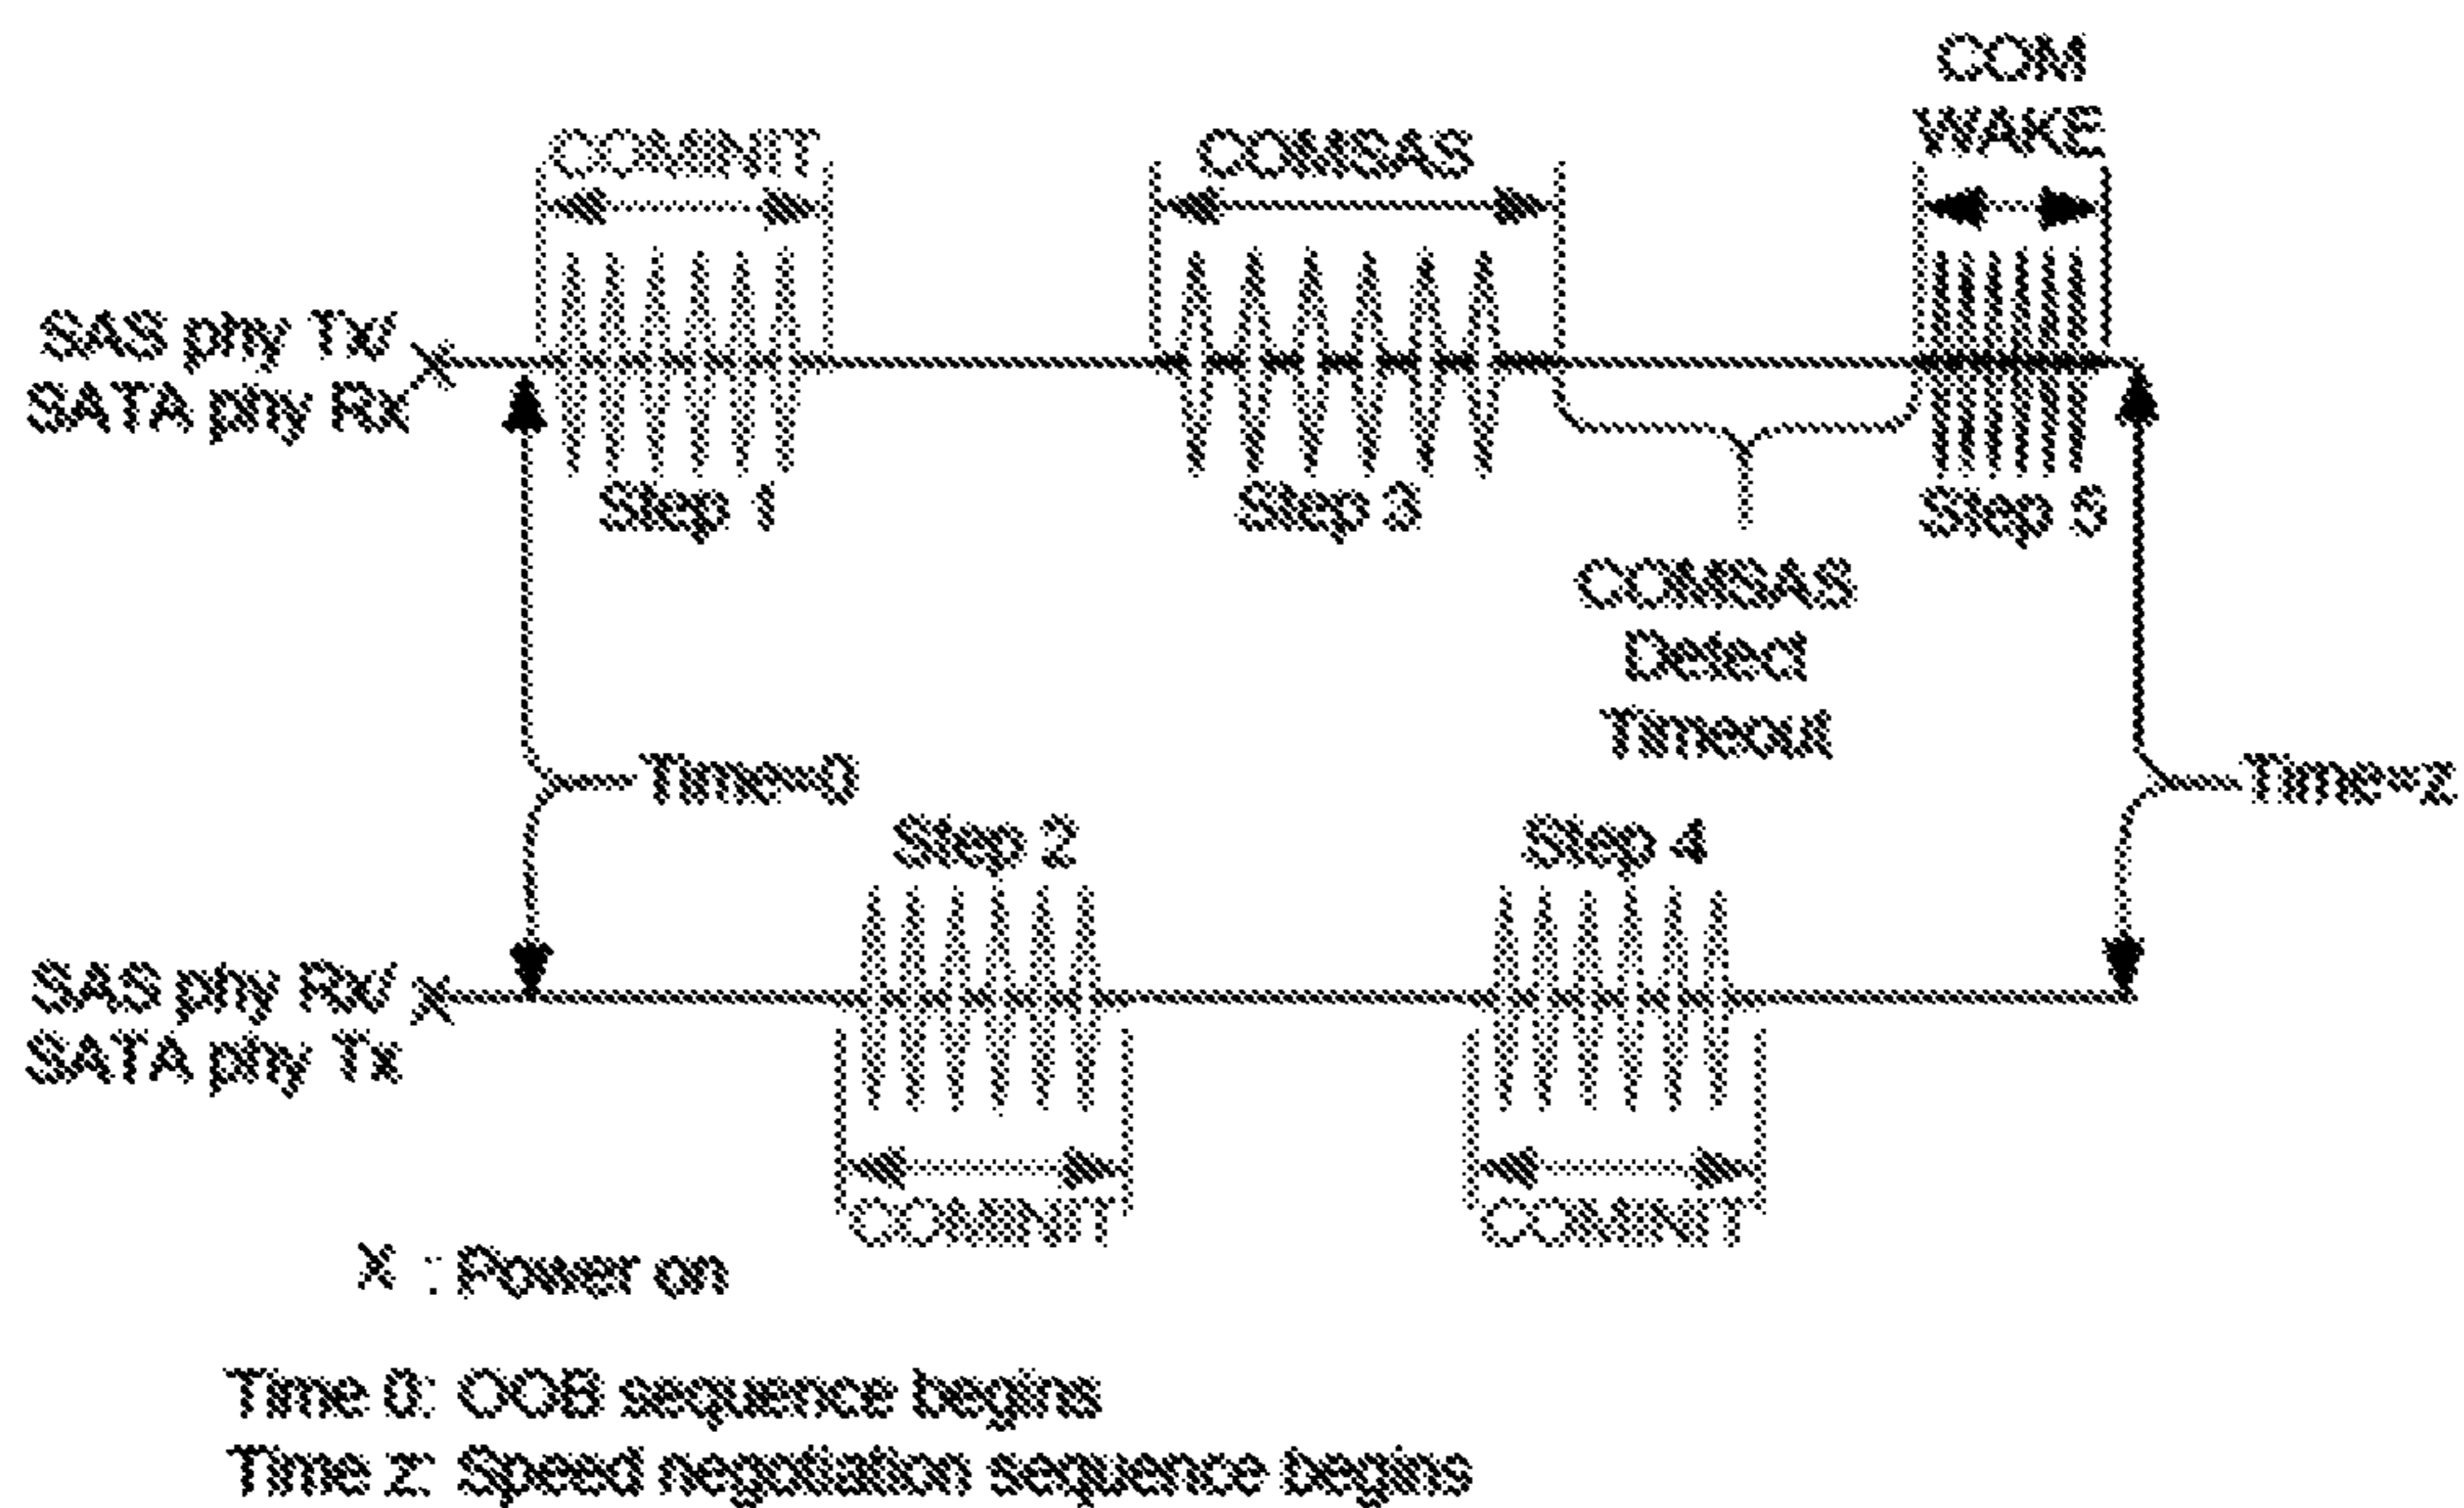 COM
WAKE
COMINIT
COMSAS
SAS phy Tx/
SATA phy Rx
Step 1
Step 3
Step 5
COMSAS
Detect
Timeout
Time=0
Time=z
Step 2
Step 4
SAS phy Rx/
SATA phy Tx
COMINIT
COMINIT
X : Power on
Time 0: OOB sequence begins
Time z: Speed negotiation sequence begins